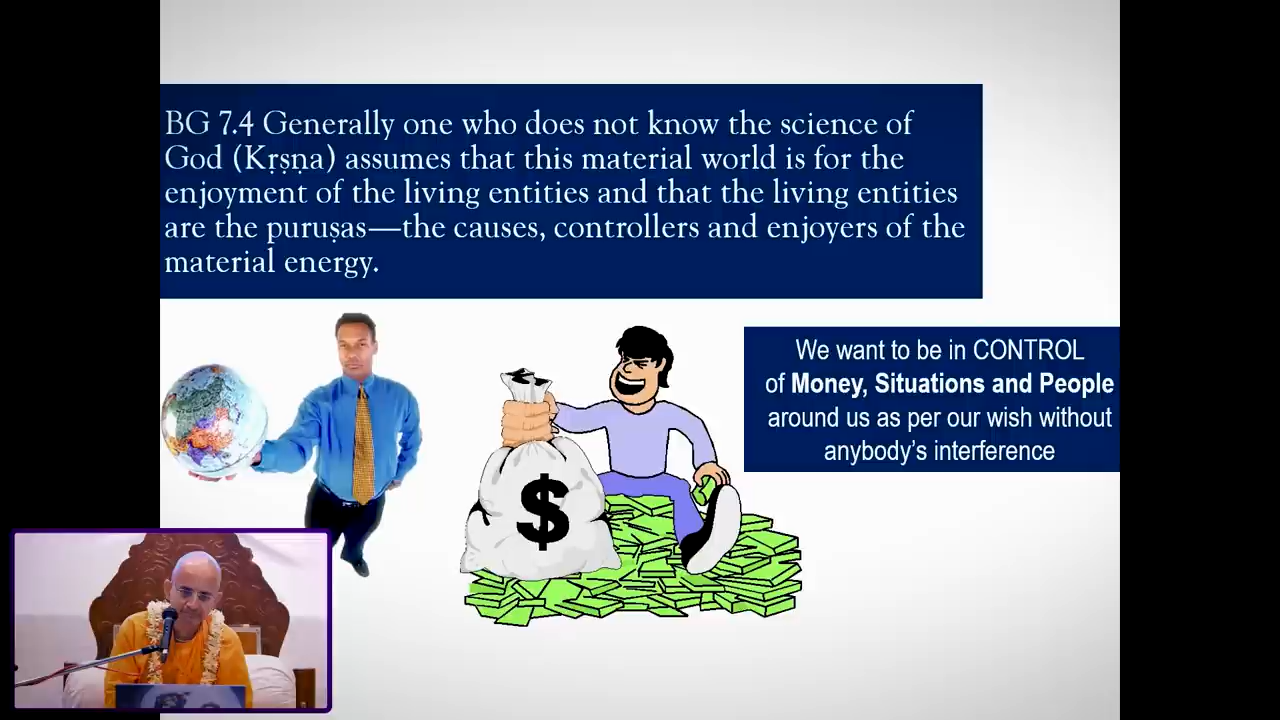 BG 7.4 Generally one who does not know the science of
God (Kṛṣṇa) assumes that this material world is for the
enjoyment of the living entities and that the living entities
are the puruṣas—the causes, controllers and enjoyers of the
material energy.
We want to be in CONTROL
of Money, Situations and People
around us as per our wish without
anybody's interference
$